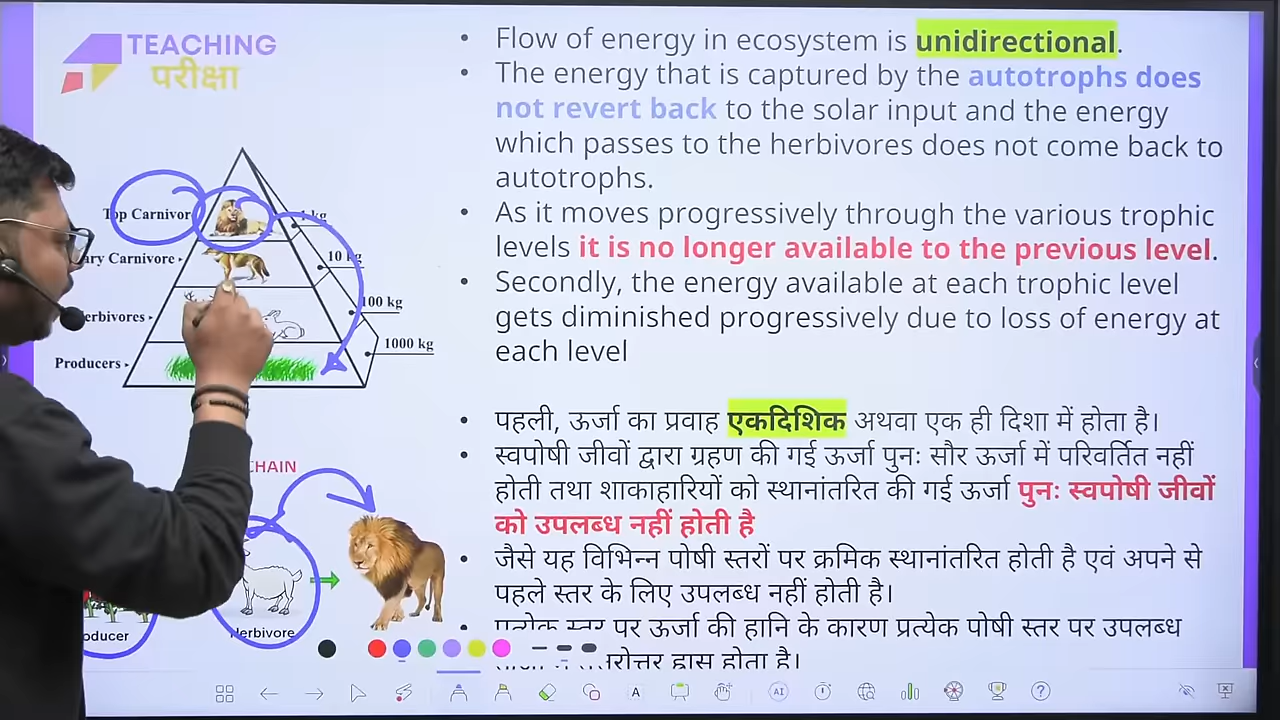 TEACHING
परीक्षा
Top Carnivor
1 kg
ary Carnivore
10 kg
erbivores
100 kg
1000 kg
Producers
CHAIN
oducer
Herbivore
• Flow of energy in ecosystem is unidirectional.
• The energy that is captured by the autotrophs does
not revert back to the solar input and the energy
which passes to the herbivores does not come back to
autotrophs.
• As it moves progressively through the various trophic
levels it is no longer available to the previous level.
• Secondly, the energy available at each trophic level
gets diminished progressively due to loss of energy at
each level
• पहली, ऊर्जा का प्रवाह एकदिशिक अथवा एक ही दिशा में होता है।
• स्वपोषी जीवों द्वारा ग्रहण की गई ऊर्जा पुनः सौर ऊर्जा में परिवर्तित नहीं
होती तथा शाकाहारियों को स्थानांतरित की गई ऊर्जा पुनः स्वपोषी जीवों
को उपलब्ध नहीं होती है
• जैसे यह विभिन्न पोषी स्तरों पर क्रमिक स्थानांतरित होती है एवं अपने से
पहले स्तर के लिए उपलब्ध नहीं होती है।
• प्रत्येक स्तर पर ऊर्जा की हानि के कारण प्रत्येक पोषी स्तर पर उपलब्ध
ह्रास होता है।
A
AI
?